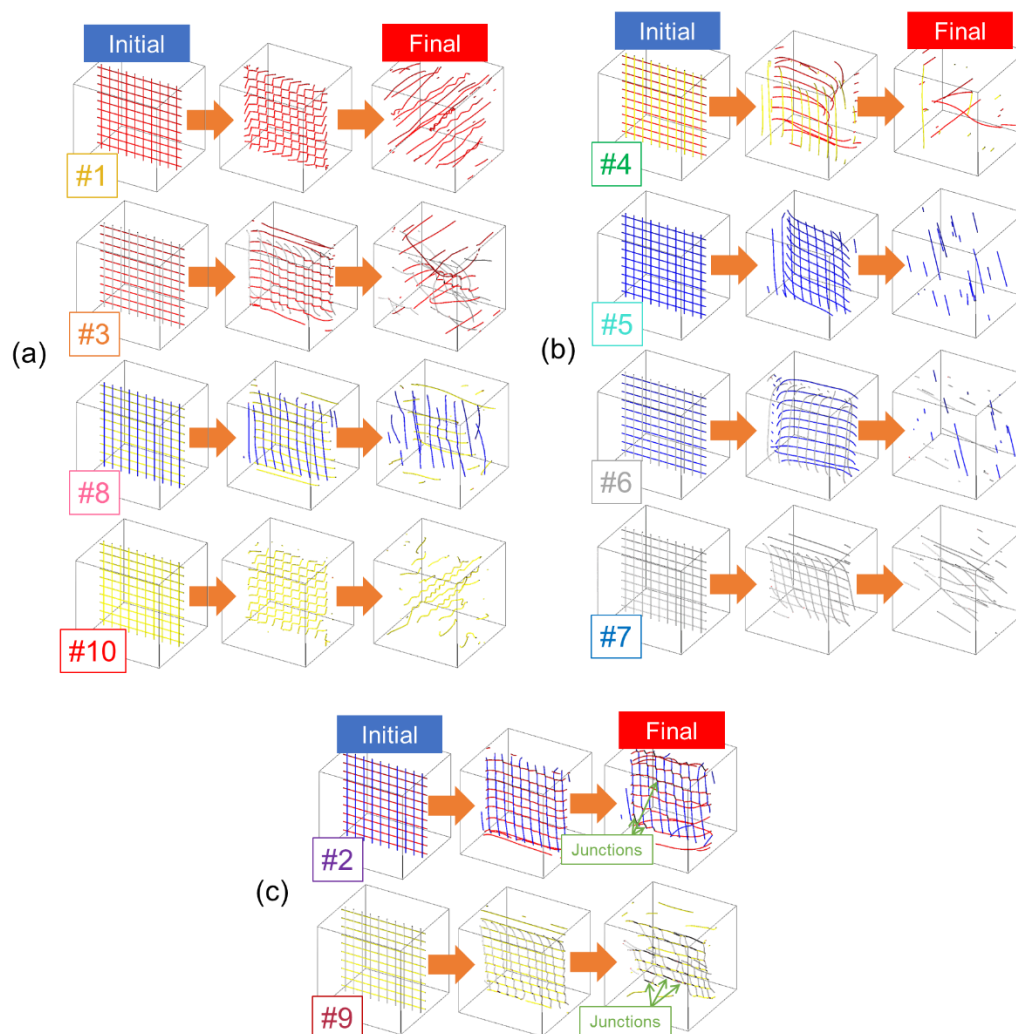 Initial
Final
#1
#3
(a)
#8
#10
Initial
Final
#4
#5
(b)
#6
#7
Initial
Final
#2
Junctions
(c)
#9
Junctions